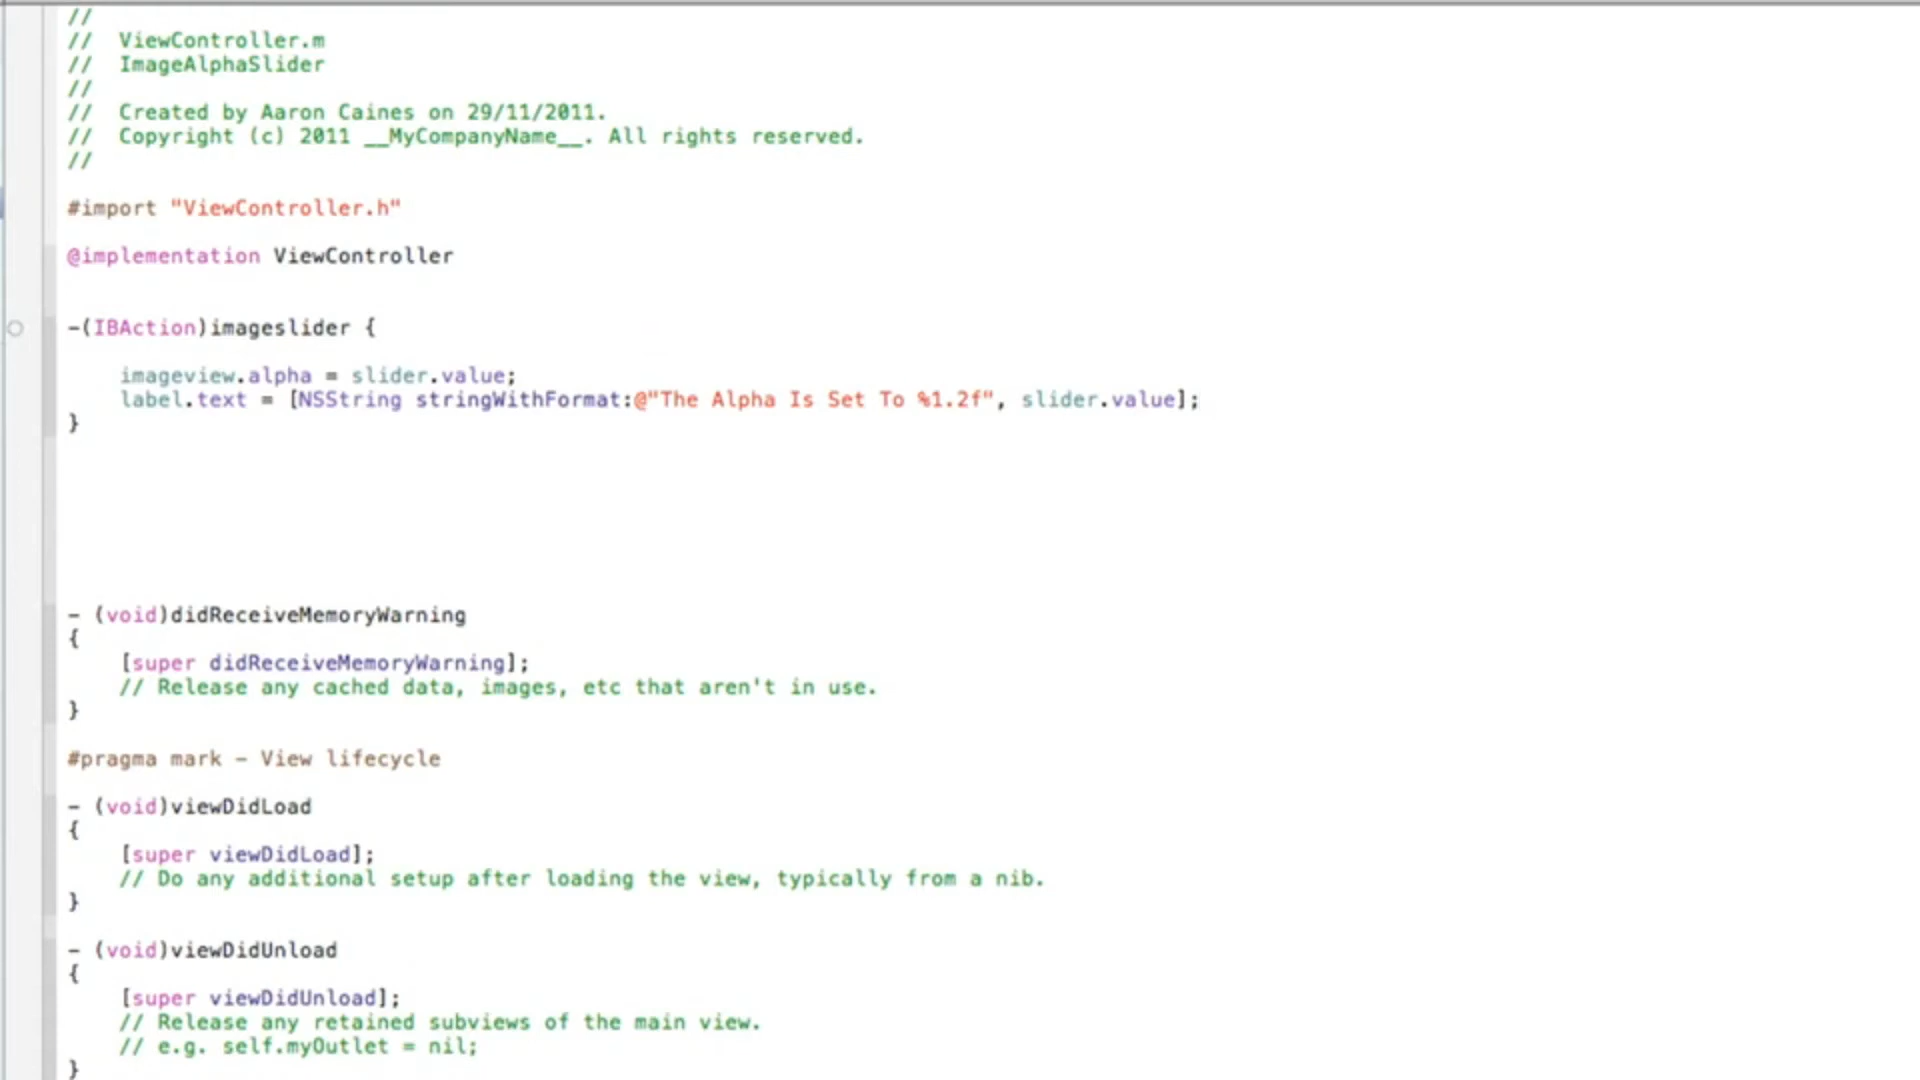 //
//  ViewController.m
//  ImageAlphaSlider
//
//  Created by Aaron Caines on 29/11/2011.
//  Copyright (c) 2011 __MyCompanyName__. All rights reserved.
//
#import "ViewController.h"
@implementation ViewController
-(IBAction)imageslider {
    imageview.alpha = slider.value;
    label.text = [NSString stringWithFormat:@"The Alpha Is Set To %1.2f", slider.value];
}
- (void)didReceiveMemoryWarning
{
    [super didReceiveMemoryWarning];
    // Release any cached data, images, etc that aren't in use.
}
#pragma mark - View lifecycle
- (void)viewDidLoad
{
    [super viewDidLoad];
    // Do any additional setup after loading the view, typically from a nib.
}
- (void)viewDidUnload
{
    [super viewDidUnload];
    // Release any retained subviews of the main view.
    // e.g. self.myOutlet = nil;
}